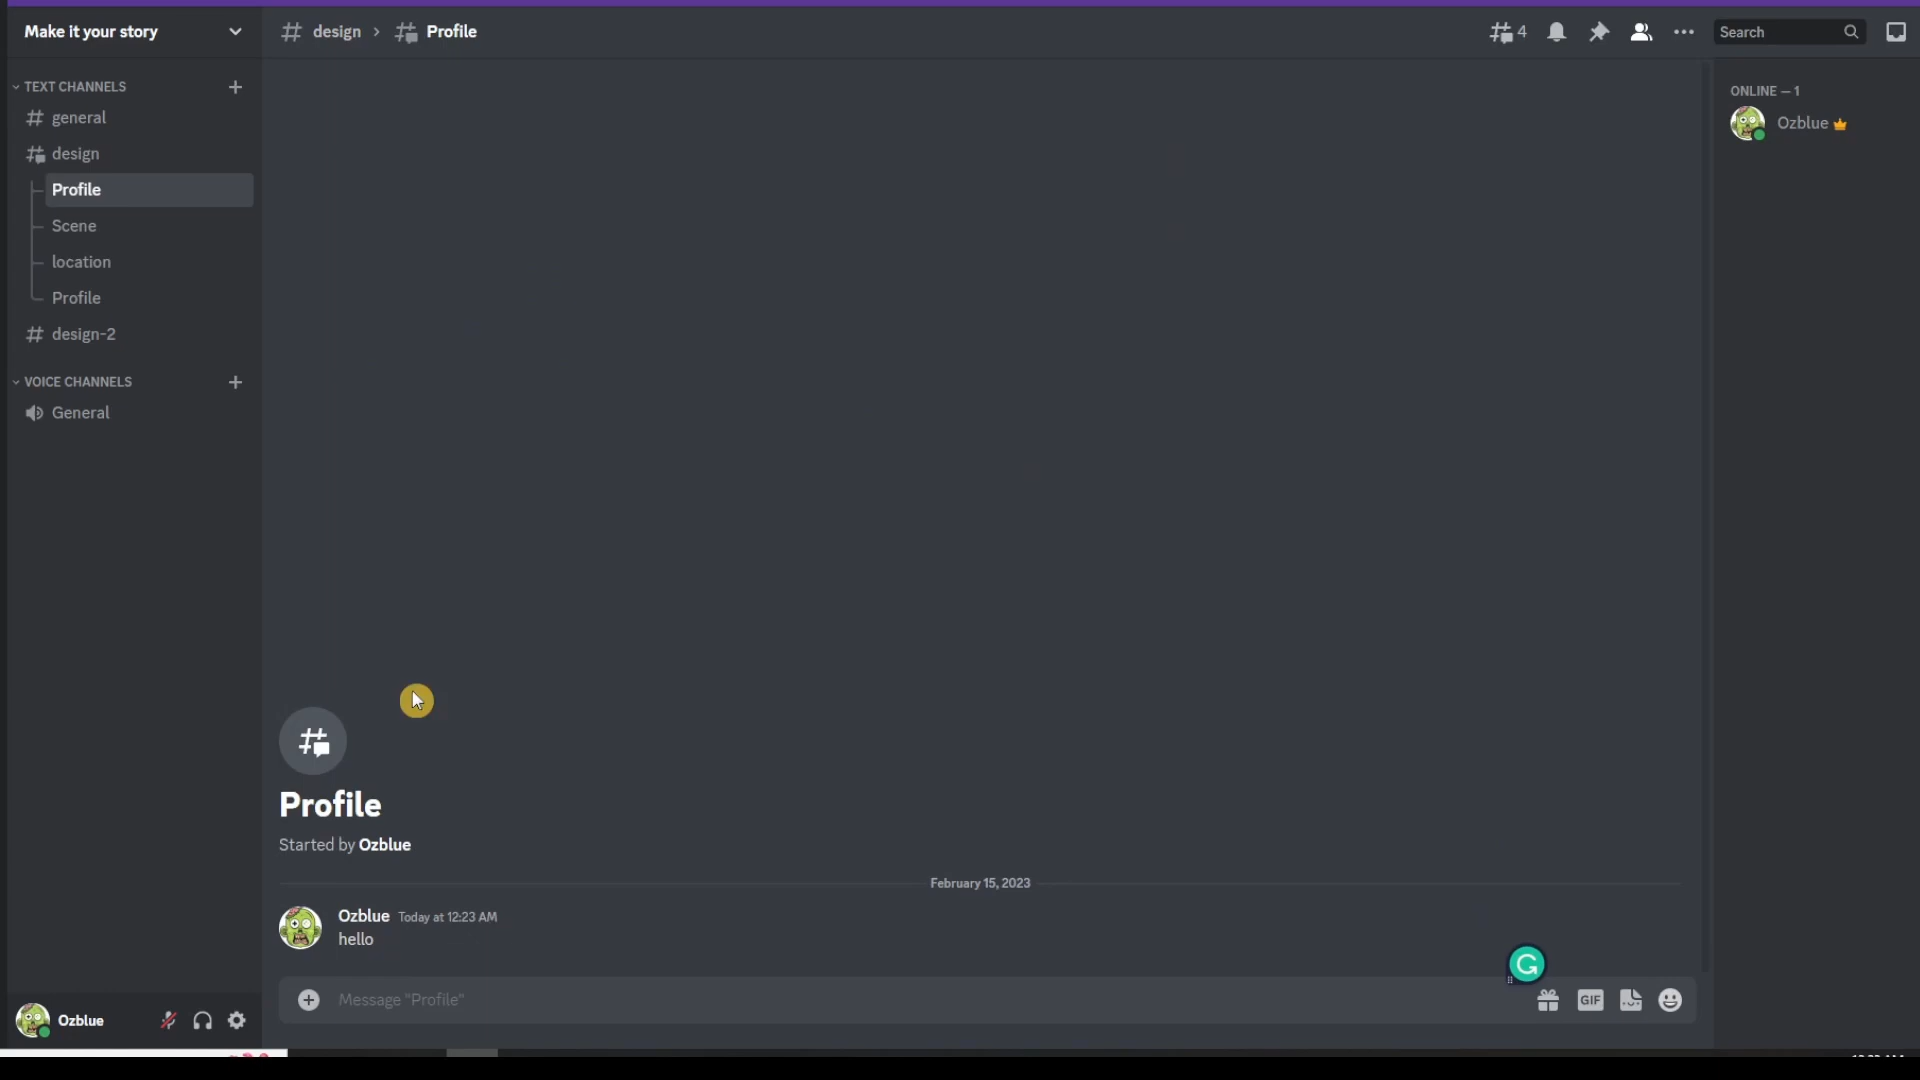 Make it your story
design
Profile
4
Search
TEXT CHANNELS
general
design
Profile
Scene
location
Profile
design-2
VOICE CHANNELS
General
ONLINE — 1
Ozblue
Profile
Started by Ozblue
February 15, 2023
Ozblue Today at 12:23 AM
hello
Message "Profile"
GIF
Ozblue